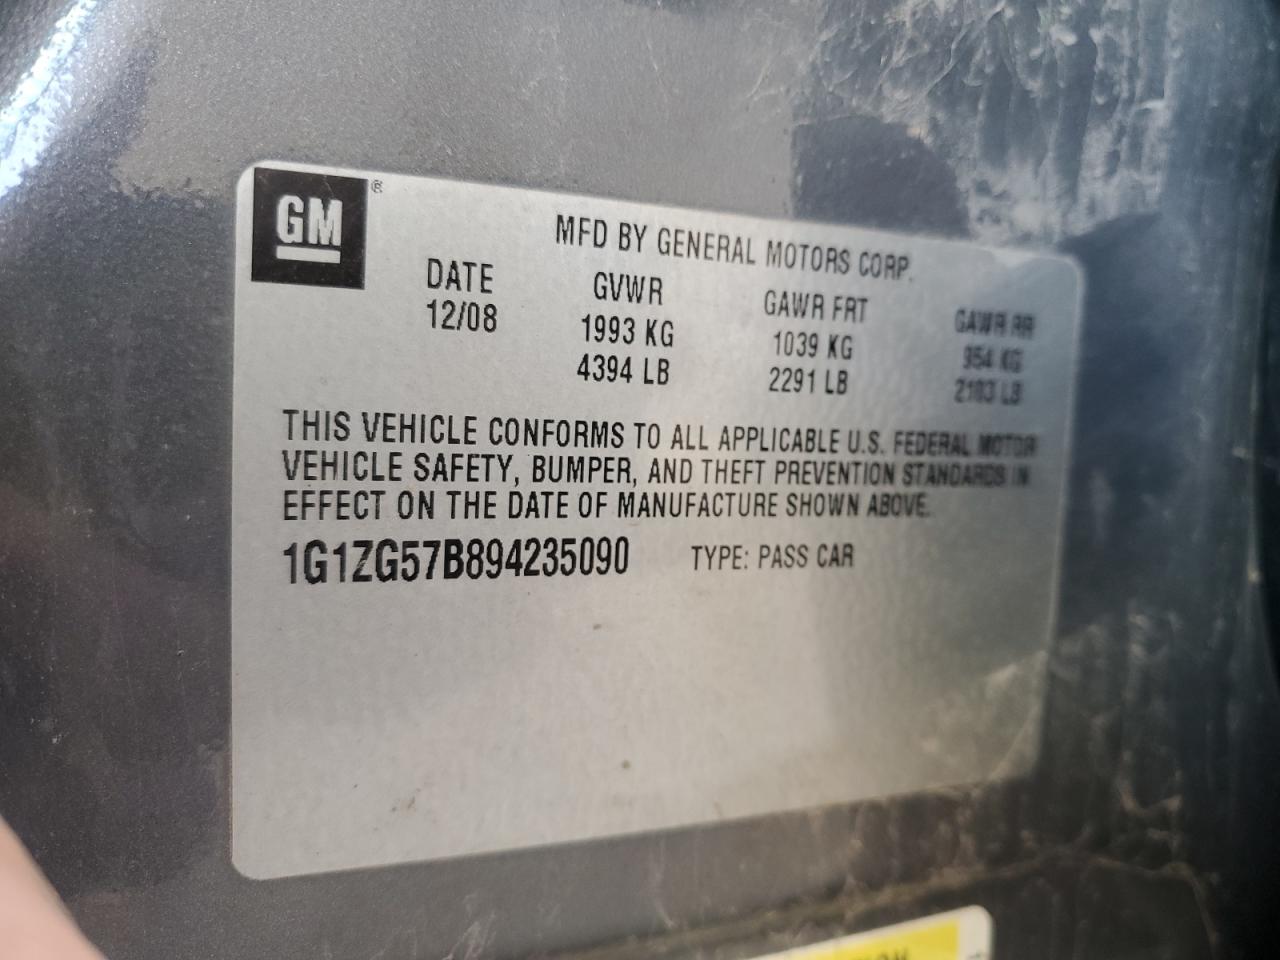 GM®
MFD BY GENERAL MOTORS CORP.
DATE GVWR GAWR FRT GAWR RR
12/08 1993 KG 1039 KG 954 KG
4394 LB 2291 LB 2103 LB
THIS VEHICLE CONFORMS TO ALL APPLICABLE U.S. FEDERAL MOTOR
VEHICLE SAFETY, BUMPER, AND THEFT PREVENTION STANDARDS IN
EFFECT ON THE DATE OF MANUFACTURE SHOWN ABOVE.
1G1ZG57B894235090 TYPE: PASS CAR